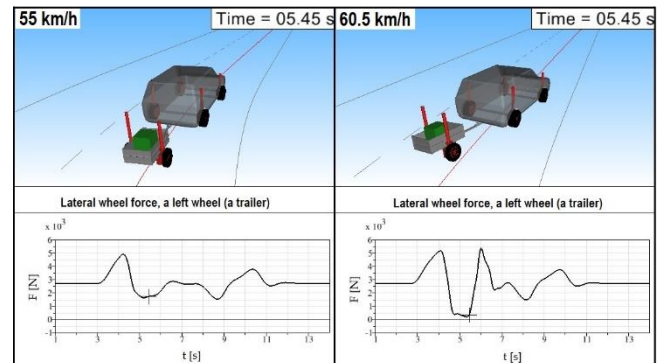 55 km/h
Time = 05.45 s
60.5 km/h
Time = 05.45 s
Lateral wheel force, a left wheel (a trailer)
Lateral wheel force, a left wheel (a trailer)
x 10³
6
5
4
3
2
1
0
-1
F [N]
1 3 5 7 9 11 13
t [s]
x 10³
6
5
4
3
2
1
0
-1
F [N]
1 3 5 7 9 11 13
t [s]